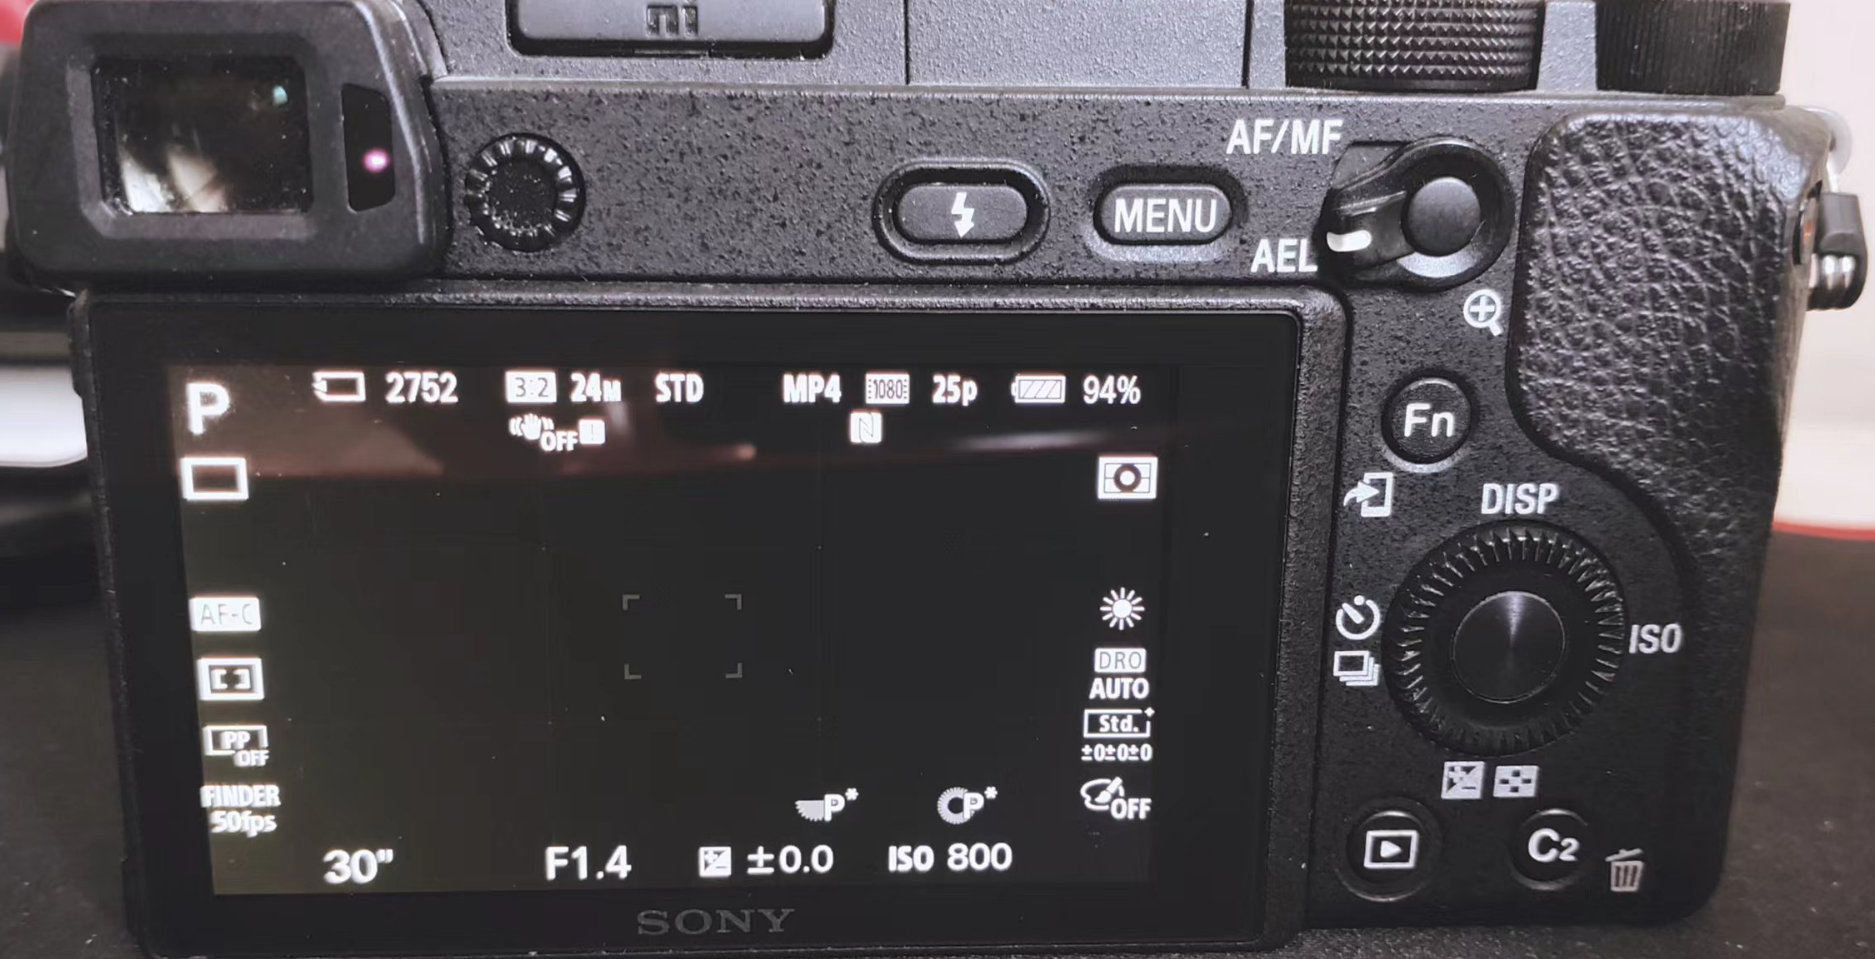 AF/MF
MENU
AEL
P 2752 3:2 24M STD MP4 1080 25p 94%
OFF N
Fn
DISP
AF-C
ISO
DRO
AUTO
Std.
PP
OFF
±0±0±0
FINDER
50fps
P* P*
OFF
30" F1.4 ±0.0 ISO 800
C2
SONY